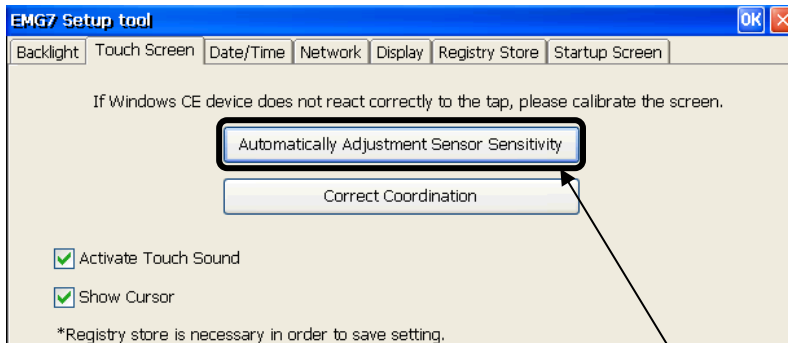 EMG7 Setup tool OK
Backlight Touch Screen Date/Time Network Display Registry Store Startup Screen
If Windows CE device does not react correctly to the tap, please calibrate the screen.
Automatically Adjustment Sensor Sensitivity
Correct Coordination
Activate Touch Sound
Show Cursor
*Registry store is necessary in order to save setting.